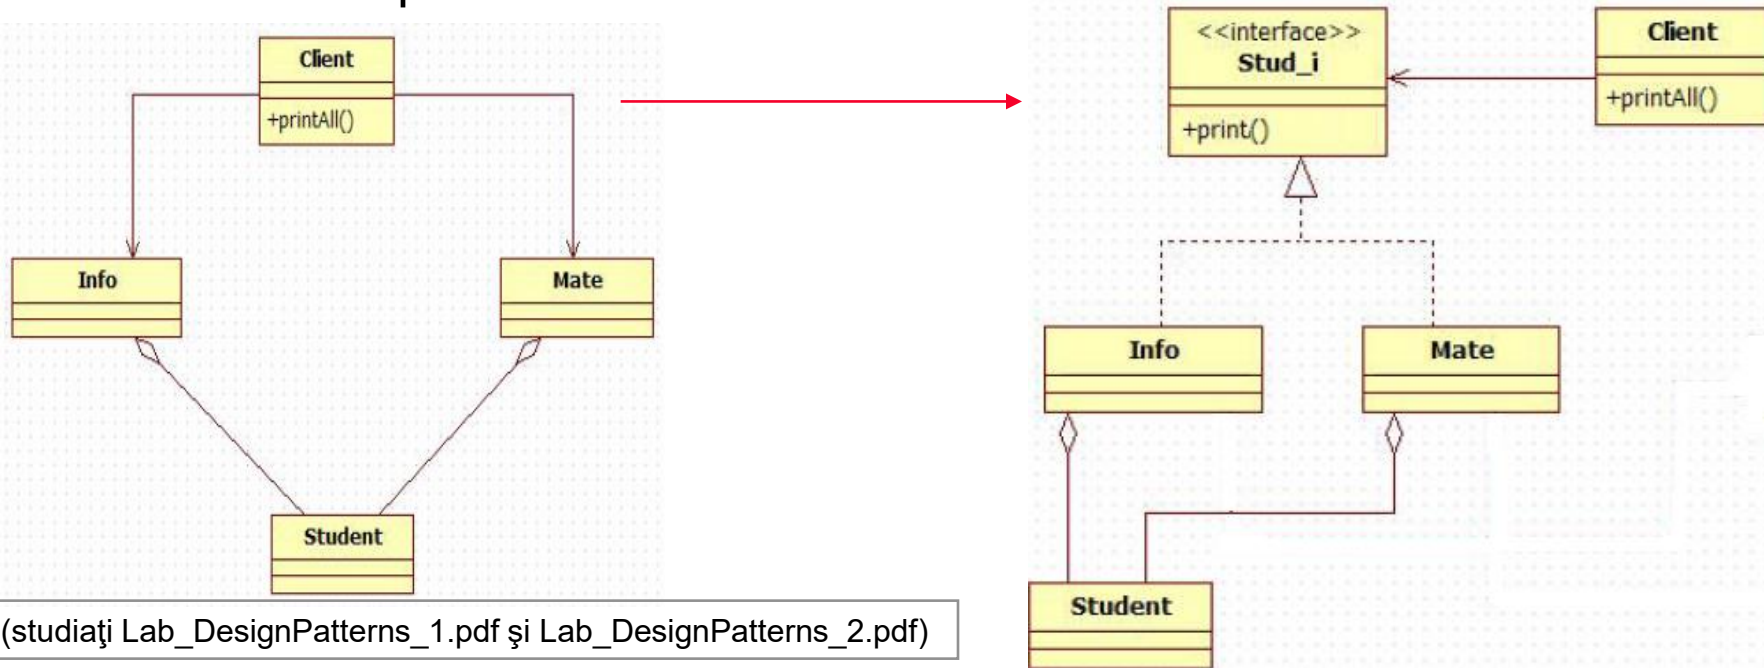 Client
+printAll()
Info
Mate
Student
(studiaţi Lab_DesignPatterns_1.pdf şi Lab_DesignPatterns_2.pdf)
<<interface>>
Stud_i
+print()
Client
+printAll()
Info
Mate
Student